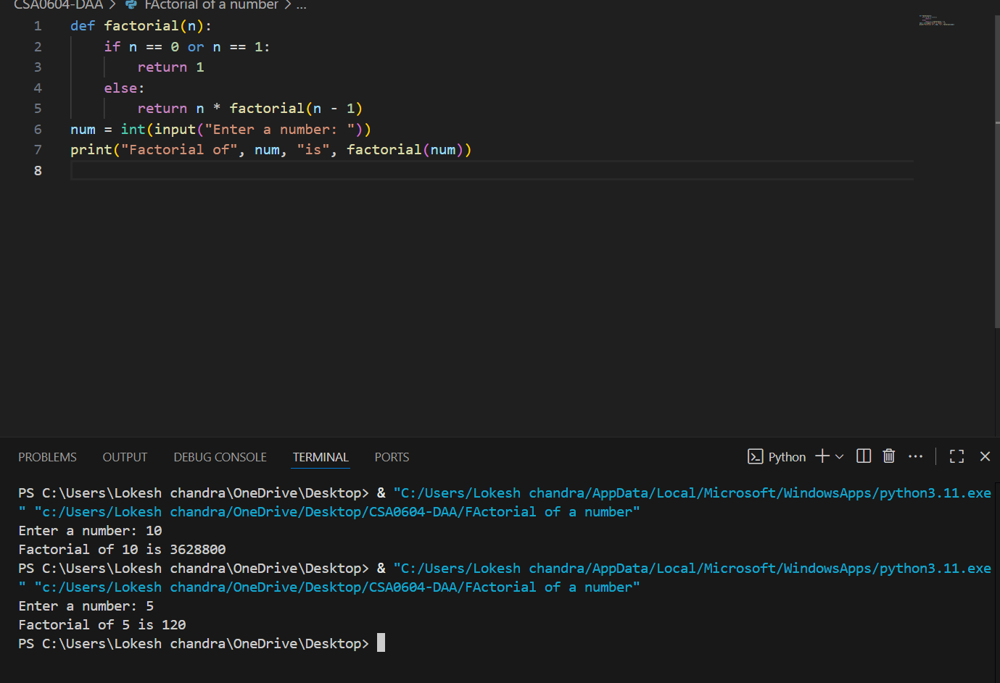 CSA0604-DAA > FActorial of a number > ...
1 def factorial(n):
2     if n == 0 or n == 1:
3         return 1
4     else:
5         return n * factorial(n - 1)
6 num = int(input("Enter a number: "))
7 print("Factorial of", num, "is", factorial(num))
8
PROBLEMS OUTPUT DEBUG CONSOLE TERMINAL PORTS Python
PS C:\Users\Lokesh chandra\OneDrive\Desktop> & "C:/Users/Lokesh chandra/AppData/Local/Microsoft/WindowsApps/python3.11.exe
" "c:/Users/Lokesh chandra/OneDrive/Desktop/CSA0604-DAA/FActorial of a number"
Enter a number: 10
Factorial of 10 is 3628800
PS C:\Users\Lokesh chandra\OneDrive\Desktop> & "C:/Users/Lokesh chandra/AppData/Local/Microsoft/WindowsApps/python3.11.exe
" "c:/Users/Lokesh chandra/OneDrive/Desktop/CSA0604-DAA/FActorial of a number"
Enter a number: 5
Factorial of 5 is 120
PS C:\Users\Lokesh chandra\OneDrive\Desktop>